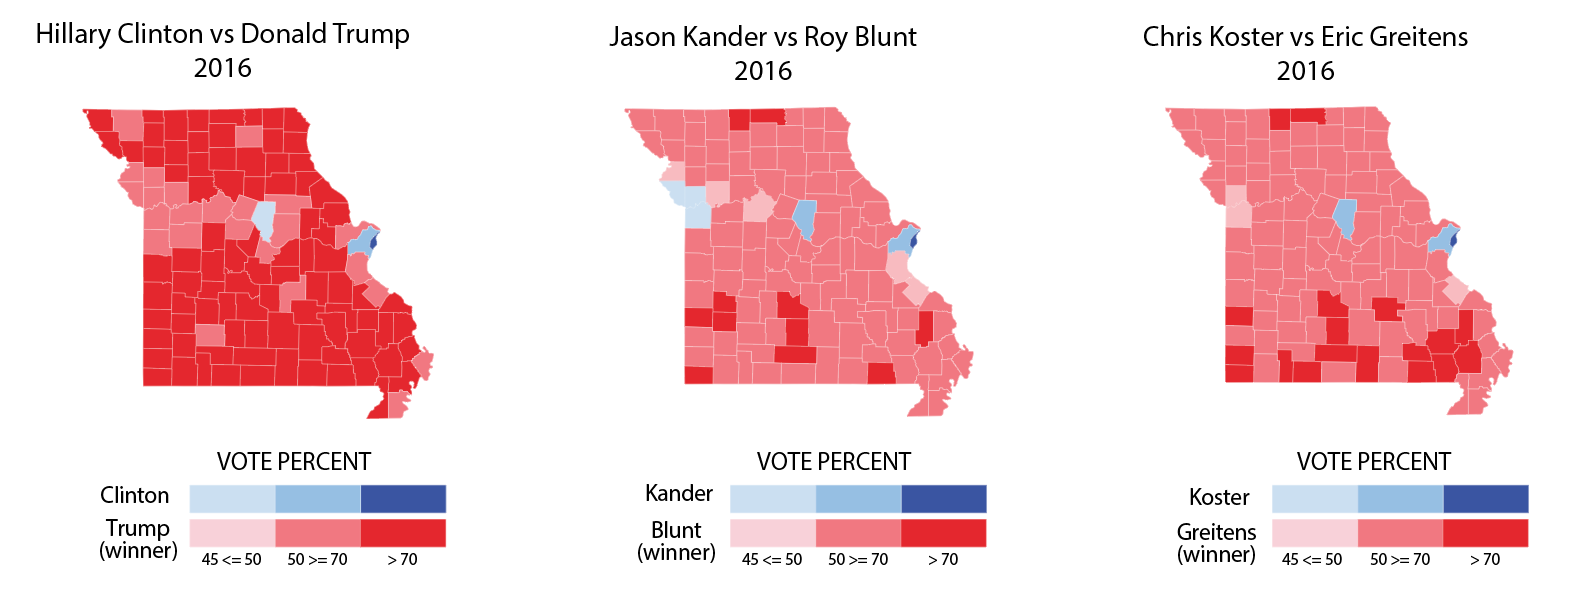 Hillary Clinton vs Donald Trump
2016
Jason Kander vs Roy Blunt
2016
Chris Koster vs Eric Greitens
2016
VOTE PERCENT
Clinton
Trump
(winner)
45 <= 50 50 >= 70 > 70
VOTE PERCENT
Kander
Blunt
(winner)
45 <= 50 50 >= 70 > 70
VOTE PERCENT
Koster
Greitens
(winner)
45 <= 50 50 >= 70 > 70